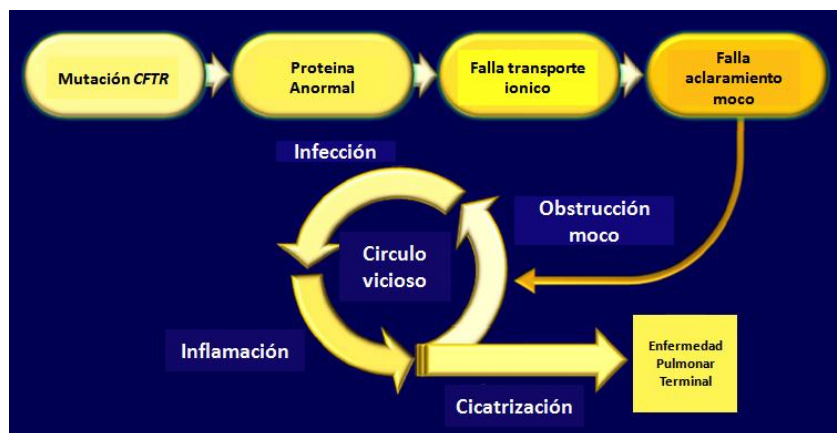 Mutación CFTR
Proteina
Anormal
Falla transporte
ionico
Falla
aclaramiento
moco
Infección
Obstrucción
moco
Circulo
vicioso
Inflamación
Cicatrización
Enfermedad
Pulmonar
Terminal